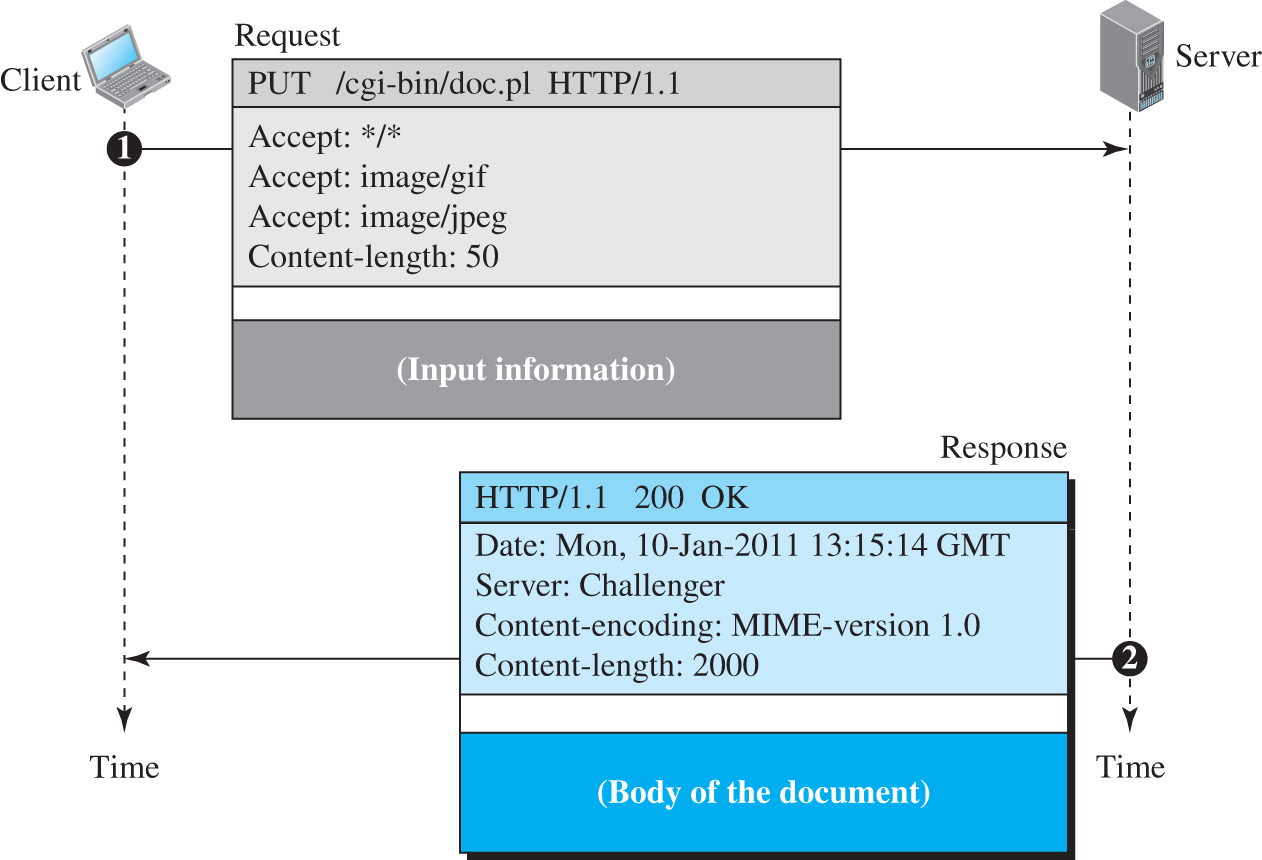 Request
Client
Server
PUT /cgi-bin/doc.pl HTTP/1.1
1
Accept: */*
Accept: image/gif
Accept: image/jpeg
Content-length: 50
(Input information)
Response
HTTP/1.1 200 OK
Date: Mon, 10-Jan-2011 13:15:14 GMT
Server: Challenger
Content-encoding: MIME-version 1.0
Content-length: 2000
2
Time
Time
(Body of the document)